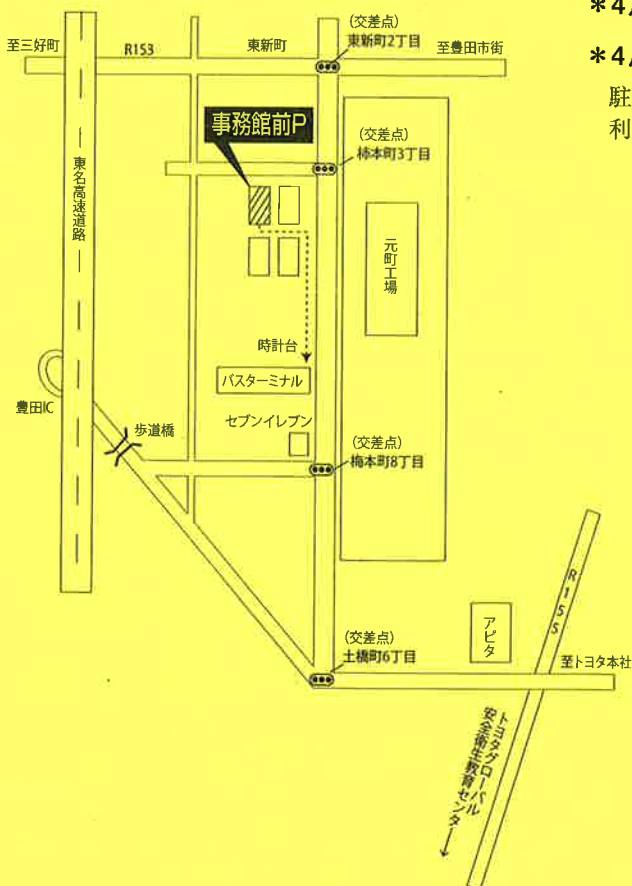 ＊4
(交差点)
東新町2丁目
至三好町
R153
東新町
至豊田市街
＊4
駐
利
事務館前P
(交差点)
柿本町3丁目
東名高速道路
元町工場
時計台
バスターミナル
豊田IC
歩道橋
セブンイレブン
(交差点)
梅本町8丁目
R155
アピタ
(交差点)
土橋町6丁目
至トヨタ本社
トヨタグローバル
安全衛生教育センター